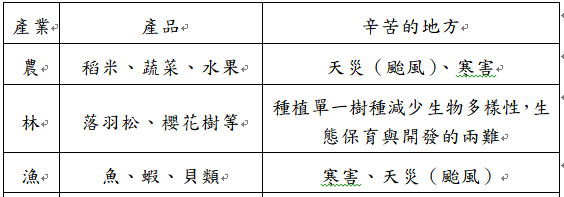 產業 產品 辛苦的地方
農 稻米、蔬菜、水果 天災（颱風）、寒害
林 落羽松、櫻花樹等 種植單一樹種減少生物多樣性，生
態保育與開發的兩難
漁 魚、蝦、貝類 寒害、天災（颱風）